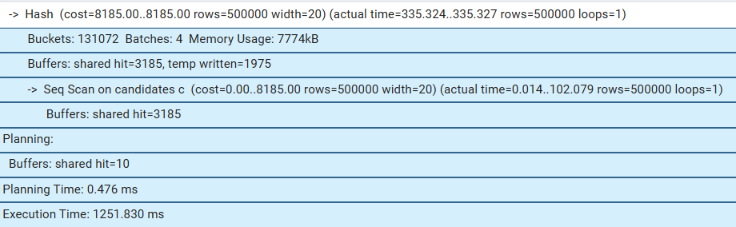 -> Hash (cost=8185.00..8185.00 rows=500000 width=20) (actual time=335.324..335.327 rows=500000 loops=1)
Buckets: 131072 Batches: 4 Memory Usage: 7774kB
Buffers: shared hit=3185, temp written=1975
-> Seq Scan on candidates c (cost=0.00..8185.00 rows=500000 width=20) (actual time=0.014..102.079 rows=500000 loops=1)
Buffers: shared hit=3185
Planning:
Buffers: shared hit=10
Planning Time: 0.476 ms
Execution Time: 1251.830 ms